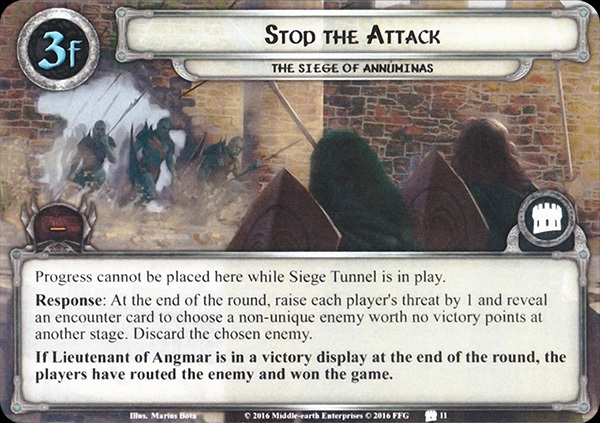 3f
STOP THE ATTACK
THE SIEGE OF ANNÚMINAS
Progress cannot be placed here while Siege Tunnel is in play.
Response: At the end of the round, raise each player's threat by 1 and reveal
an encounter card to choose a non-unique enemy worth no victory points at
another stage. Discard the chosen enemy.
If Lieutenant of Angmar is in a victory display at the end of the round, the
players have routed the enemy and won the game.
Illus. Marius Bota © 2016 Middle-earth Enterprises © 2016 FFG 11